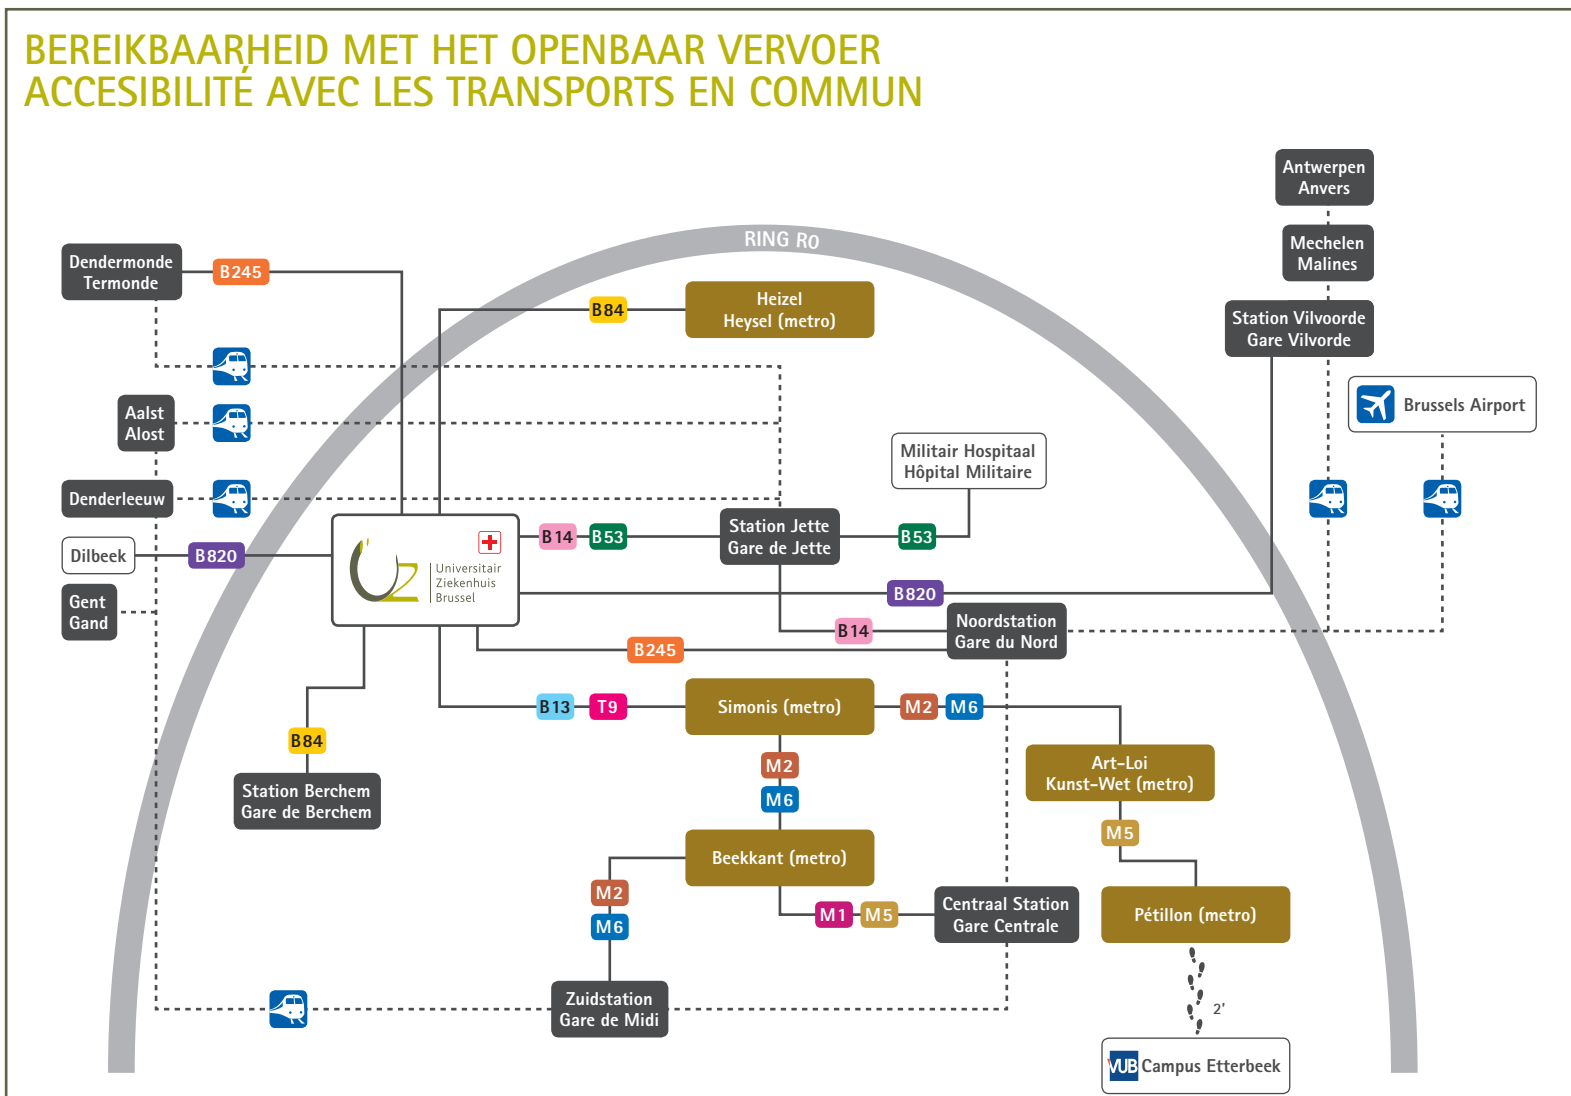 BEREIKBAARHEID MET HET OPENBAAR VERVOER
ACCESIBILITÉ AVEC LES TRANSPORTS EN COMMUN
Antwerpen
Anvers
RING R0
Mechelen
Malines
Dendermonde
Termonde
B245
B84
Heizel
Heysel (metro)
Station Vilvoorde
Gare Vilvorde
Aalst
Alost
Brussels Airport
Militair Hospitaal
Hôpital Militaire
Denderleeuw
Dilbeek
B820
UZ
Universitair
Ziekenhuis
Brussel
B14
B53
Station Jette
Gare de Jette
B53
Gent
Gand
B820
B14
Noordstation
Gare du Nord
B245
B13
T9
Simonis (metro)
M2
M6
B84
M2
M6
Art-Loi
Kunst-Wet (metro)
Station Berchem
Gare de Berchem
M5
Beekkant (metro)
M2
M6
M1
M5
Centraal Station
Gare Centrale
Pétillon (metro)
Zuidstation
Gare de Midi
2'
VUB Campus Etterbeek